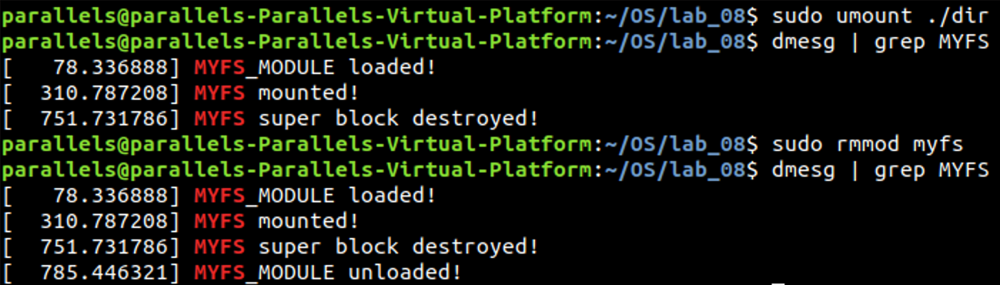 parallels@parallels-Parallels-Virtual-Platform:~/OS/lab_08$ sudo umount ./dir
parallels@parallels-Parallels-Virtual-Platform:~/OS/lab_08$ dmesg | grep MYFS
[   78.336888] MYFS_MODULE loaded!
[  310.787208] MYFS mounted!
[  751.731786] MYFS super block destroyed!
parallels@parallels-Parallels-Virtual-Platform:~/OS/lab_08$ sudo rmmod myfs
parallels@parallels-Parallels-Virtual-Platform:~/OS/lab_08$ dmesg | grep MYFS
[   78.336888] MYFS_MODULE loaded!
[  310.787208] MYFS mounted!
[  751.731786] MYFS super block destroyed!
[  785.446321] MYFS_MODULE unloaded!